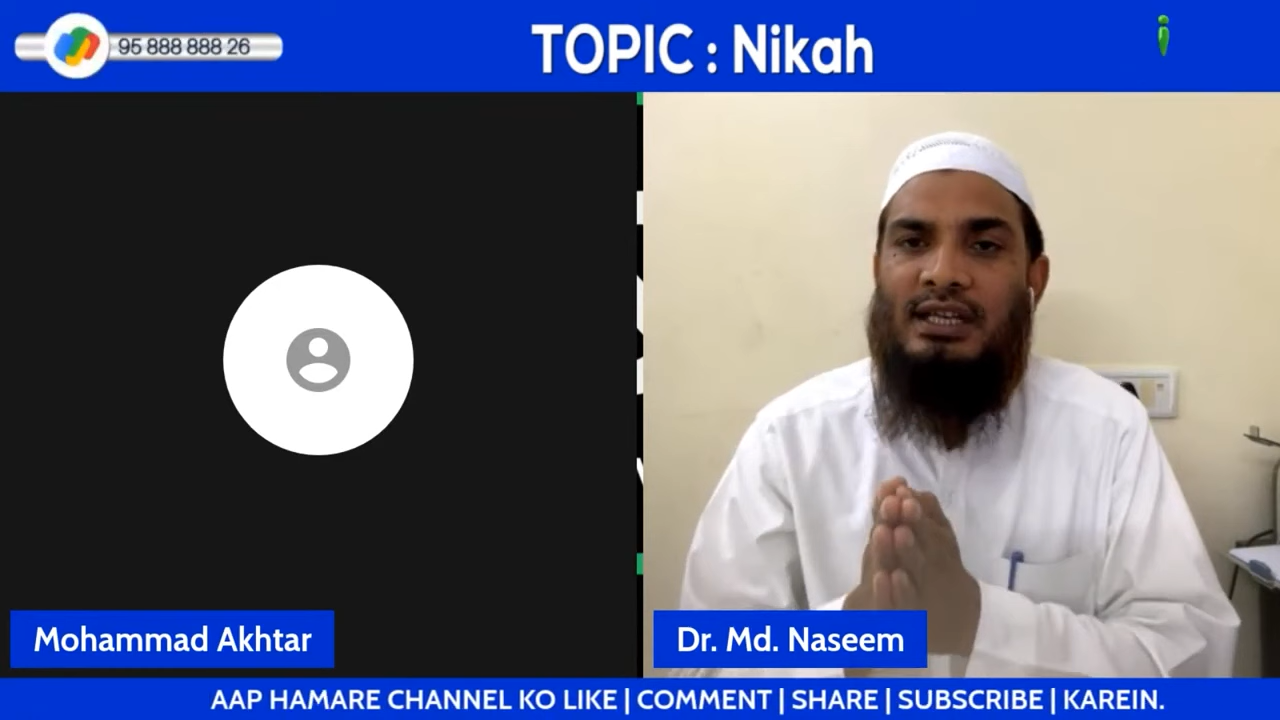 95 888 888 26
TOPIC : Nikah
Mohammad Akhtar
Dr. Md. Naseem
AAP HAMARE CHANNEL KO LIKE | COMMENT | SHARE | SUBSCRIBE | KAREIN.